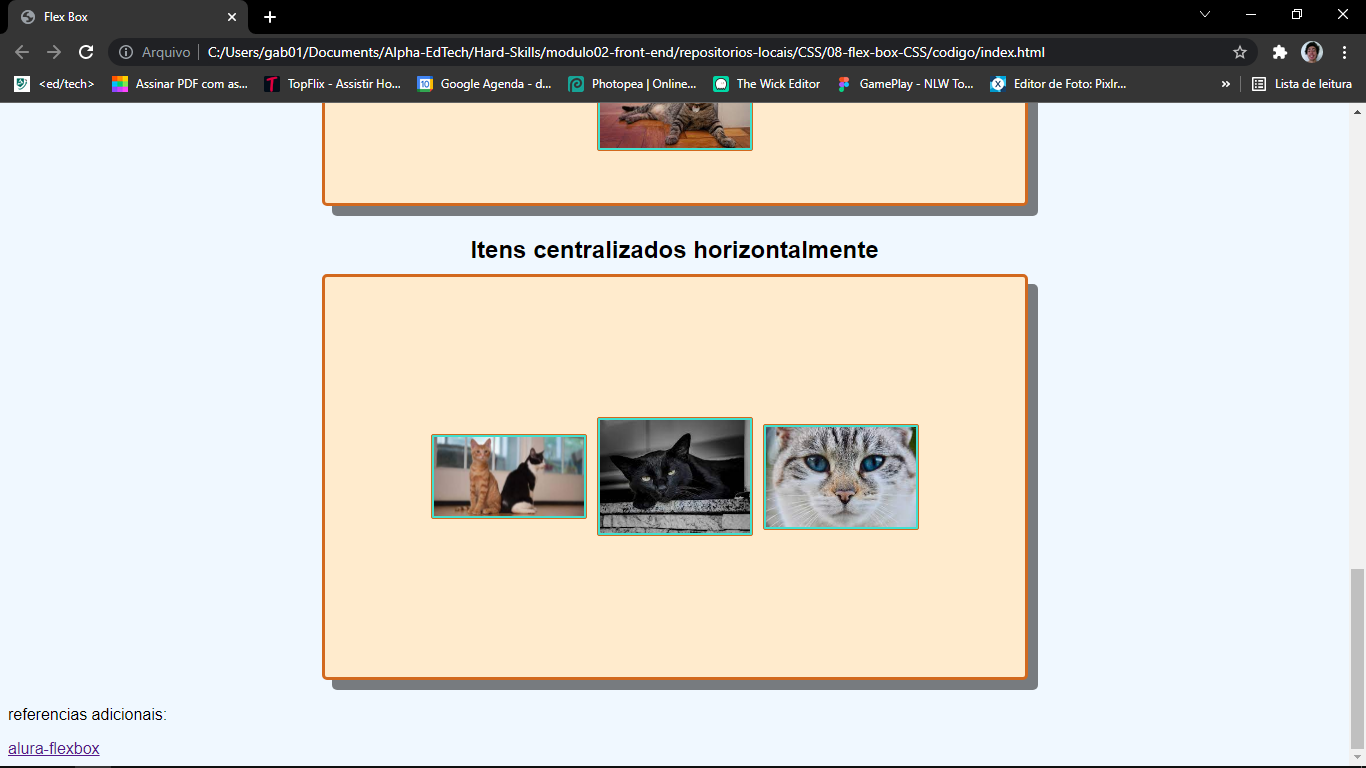 Flex Box
Arquivo
C:/Users/gab01/Documents/Alpha-EdTech/Hard-Skills/modulo02-front-end/repositorios-locais/CSS/08-flex-box-CSS/codigo/index.html
<ed/tech>
Assinar PDF com as...
TopFlix - Assistir Ho...
10
Google Agenda - d...
Photopea | Online...
The Wick Editor
GamePlay - NLW To...
Editor de Foto: Pixlr...
»
Lista de leitura
Itens centralizados horizontalmente
referencias adicionais:
alura-flexbox